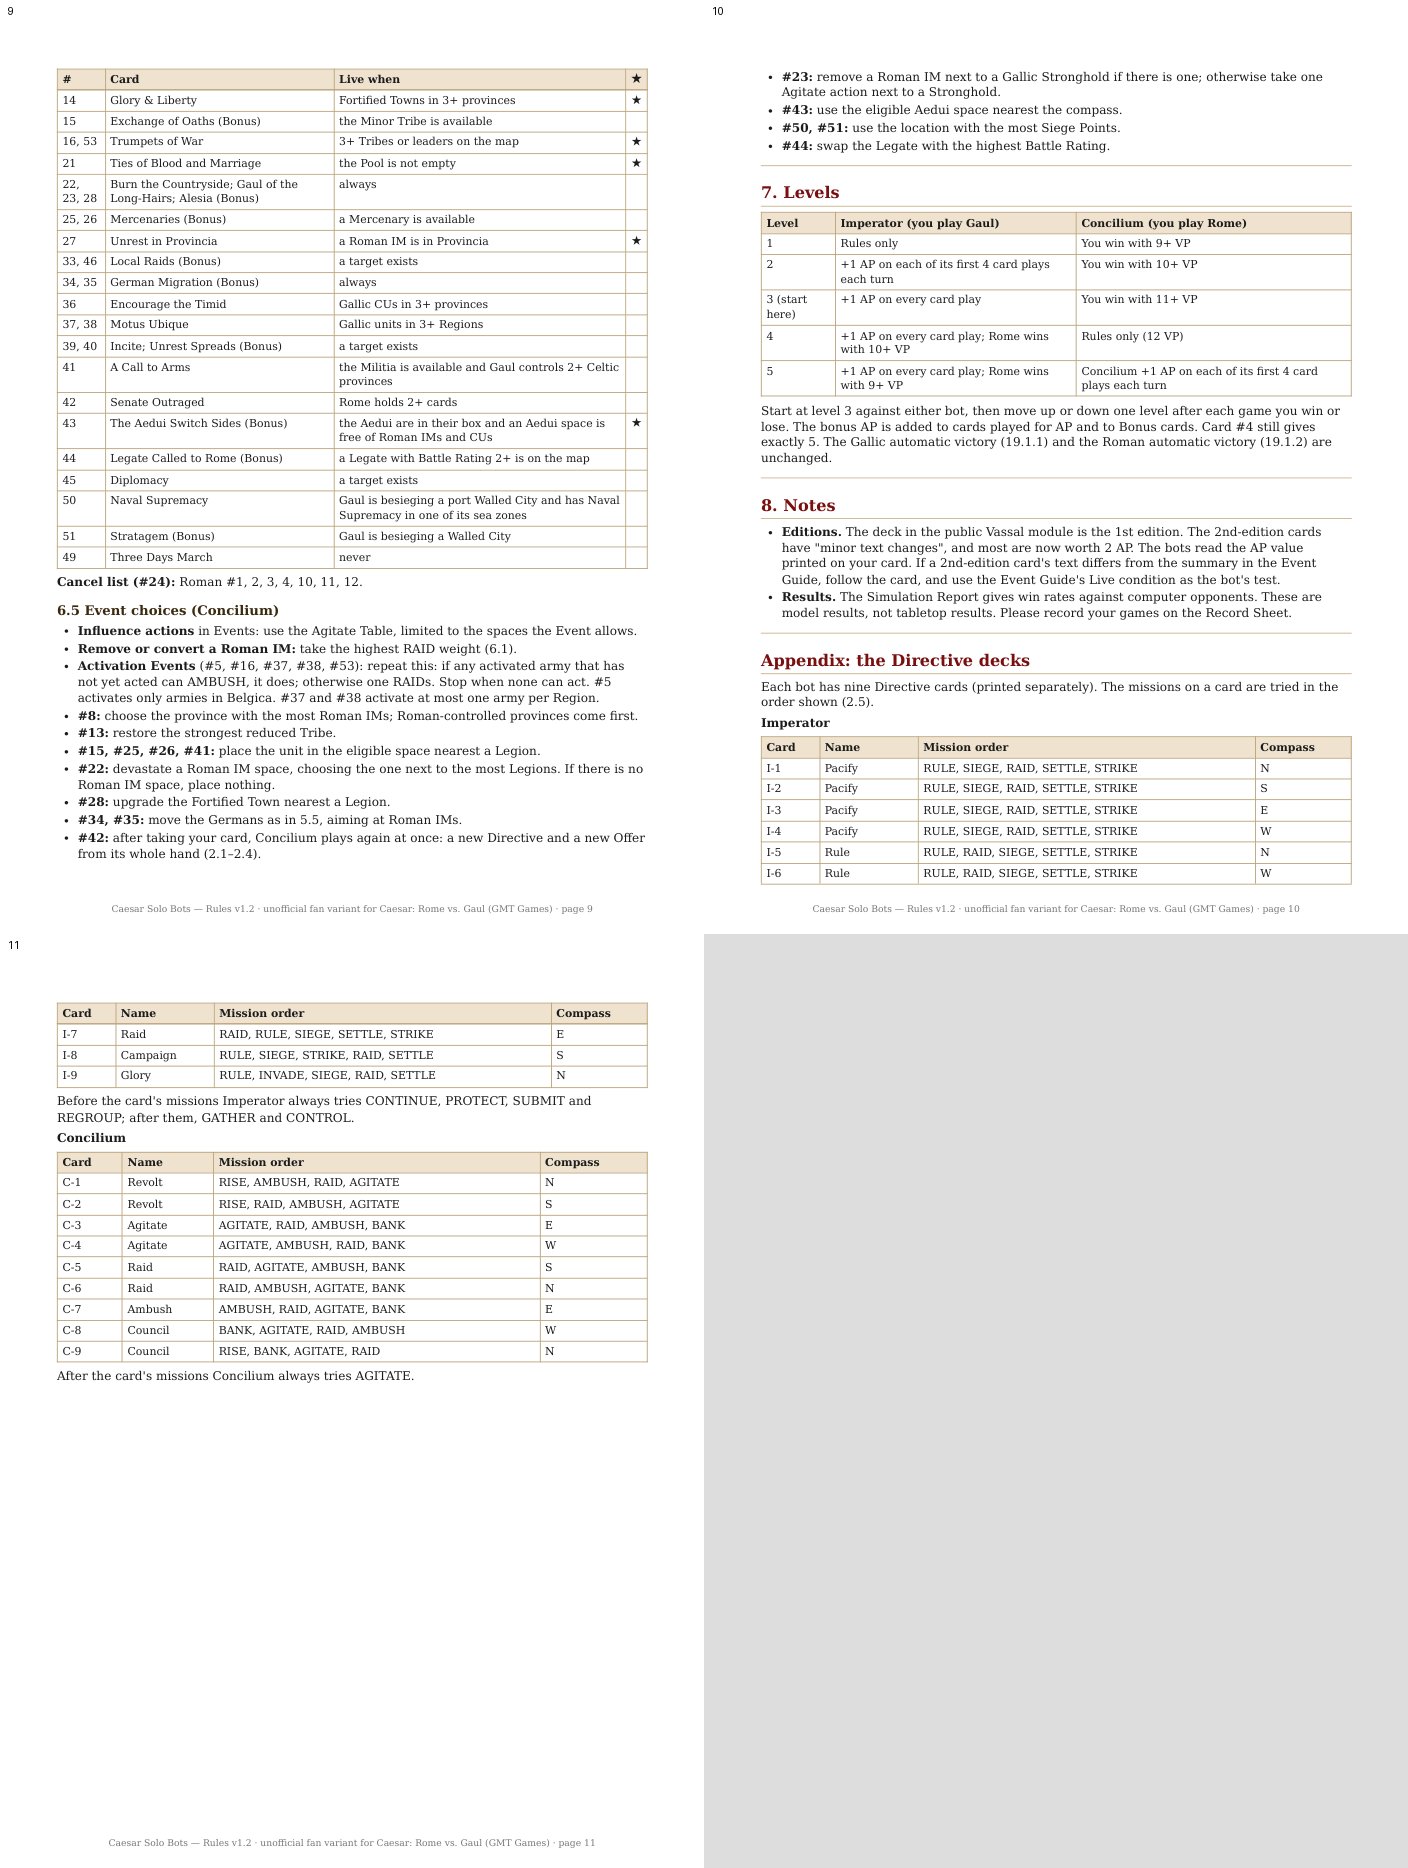 9
# Card Live when ★
14 Glory & Liberty Fortified Towns in 3+ provinces ★
15 Exchange of Oaths (Bonus) the Minor Tribe is available
16, 53 Trumpets of War 3+ Tribes or leaders on the map ★
21 Ties of Blood and Marriage the Pool is not empty ★
22, Burn the Countryside; Gaul of the always
23, 28 Long-Hairs; Alesia (Bonus)
25, 26 Mercenaries (Bonus) a Mercenary is available
27 Unrest in Provincia a Roman IM is in Provincia ★
33, 46 Local Raids (Bonus) a target exists
34, 35 German Migration (Bonus) always
36 Encourage the Timid Gallic CUs in 3+ provinces
37, 38 Motus Ubique Gallic units in 3+ Regions
39, 40 Incite; Unrest Spreads (Bonus) a target exists
41 A Call to Arms the Militia is available and Gaul controls 2+ Celtic
provinces
42 Senate Outraged Rome holds 2+ cards
43 The Aedui Switch Sides (Bonus) the Aedui are in their box and an Aedui space is ★
free of Roman IMs and CUs
44 Legate Called to Rome (Bonus) a Legate with Battle Rating 2+ is on the map
45 Diplomacy a target exists
50 Naval Supremacy Gaul is besieging a port Walled City and has Naval
Supremacy in one of its sea zones
51 Stratagem (Bonus) Gaul is besieging a Walled City
49 Three Days March never
Cancel list (#24): Roman #1, 2, 3, 4, 10, 11, 12.
6.5 Event choices (Concilium)
• Influence actions in Events: use the Agitate Table, limited to the spaces the Event allows.
• Remove or convert a Roman IM: take the highest RAID weight (6.1).
• Activation Events (#5, #16, #37, #38, #53): repeat this: if any activated army that has
not yet acted can AMBUSH, it does; otherwise one RAIDs. Stop when none can act. #5
activates only armies in Belgica. #37 and #38 activate at most one army per Region.
• #8: choose the province with the most Roman IMs; Roman-controlled provinces come first.
• #13: restore the strongest reduced Tribe.
• #15, #25, #26, #41: place the unit in the eligible space nearest a Legion.
• #22: devastate a Roman IM space, choosing the one next to the most Legions. If there is no
Roman IM space, place nothing.
• #28: upgrade the Fortified Town nearest a Legion.
• #34, #35: move the Germans as in 5.5, aiming at Roman IMs.
• #42: after taking your card, Concilium plays again at once: a new Directive and a new Offer
from its whole hand (2.1–2.4).
Caesar Solo Bots — Rules v1.2 · unofficial fan variant for Caesar: Rome vs. Gaul (GMT Games) · page 9
10
• #23: remove a Roman IM next to a Gallic Stronghold if there is one; otherwise take one
Agitate action next to a Stronghold.
• #43: use the eligible Aedui space nearest the compass.
• #50, #51: use the location with the most Siege Points.
• #44: swap the Legate with the highest Battle Rating.
7. Levels
Level Imperator (you play Gaul) Concilium (you play Rome)
1 Rules only You win with 9+ VP
2 +1 AP on each of its first 4 card plays You win with 10+ VP
each turn
3 (start +1 AP on every card play You win with 11+ VP
here)
4 +1 AP on every card play; Rome wins Rules only (12 VP)
with 10+ VP
5 +1 AP on every card play; Rome wins Concilium +1 AP on each of its first 4 card
with 9+ VP plays each turn
Start at level 3 against either bot, then move up or down one level after each game you win or
lose. The bonus AP is added to cards played for AP and to Bonus cards. Card #4 still gives
exactly 5. The Gallic automatic victory (19.1.1) and the Roman automatic victory (19.1.2) are
unchanged.
8. Notes
• Editions. The deck in the public Vassal module is the 1st edition. The 2nd-edition cards
have "minor text changes", and most are now worth 2 AP. The bots read the AP value
printed on your card. If a 2nd-edition card's text differs from the summary in the Event
Guide, follow the card, and use the Event Guide's Live condition as the bot's test.
• Results. The Simulation Report gives win rates against computer opponents. These are
model results, not tabletop results. Please record your games on the Record Sheet.
Appendix: the Directive decks
Each bot has nine Directive cards (printed separately). The missions on a card are tried in the
order shown (2.5).
Imperator
Card Name Mission order Compass
I-1 Pacify RULE, SIEGE, RAID, SETTLE, STRIKE N
I-2 Pacify RULE, SIEGE, RAID, SETTLE, STRIKE S
I-3 Pacify RULE, SIEGE, RAID, SETTLE, STRIKE E
I-4 Pacify RULE, SIEGE, RAID, SETTLE, STRIKE W
I-5 Rule RULE, RAID, SIEGE, SETTLE, STRIKE N
I-6 Rule RULE, RAID, SIEGE, SETTLE, STRIKE W
Caesar Solo Bots — Rules v1.2 · unofficial fan variant for Caesar: Rome vs. Gaul (GMT Games) · page 10
11
Card Name Mission order Compass
I-7 Raid RAID, RULE, SIEGE, SETTLE, STRIKE E
I-8 Campaign RULE, SIEGE, STRIKE, RAID, SETTLE S
I-9 Glory RULE, INVADE, SIEGE, RAID, SETTLE N
Before the card's missions Imperator always tries CONTINUE, PROTECT, SUBMIT and
REGROUP; after them, GATHER and CONTROL.
Concilium
Card Name Mission order Compass
C-1 Revolt RISE, AMBUSH, RAID, AGITATE N
C-2 Revolt RISE, RAID, AMBUSH, AGITATE S
C-3 Agitate AGITATE, RAID, AMBUSH, BANK E
C-4 Agitate AGITATE, AMBUSH, RAID, BANK W
C-5 Raid RAID, AGITATE, AMBUSH, BANK S
C-6 Raid RAID, AMBUSH, AGITATE, BANK N
C-7 Ambush AMBUSH, RAID, AGITATE, BANK E
C-8 Council BANK, AGITATE, RAID, AMBUSH W
C-9 Council RISE, BANK, AGITATE, RAID N
After the card's missions Concilium always tries AGITATE.
Caesar Solo Bots — Rules v1.2 · unofficial fan variant for Caesar: Rome vs. Gaul (GMT Games) · page 11